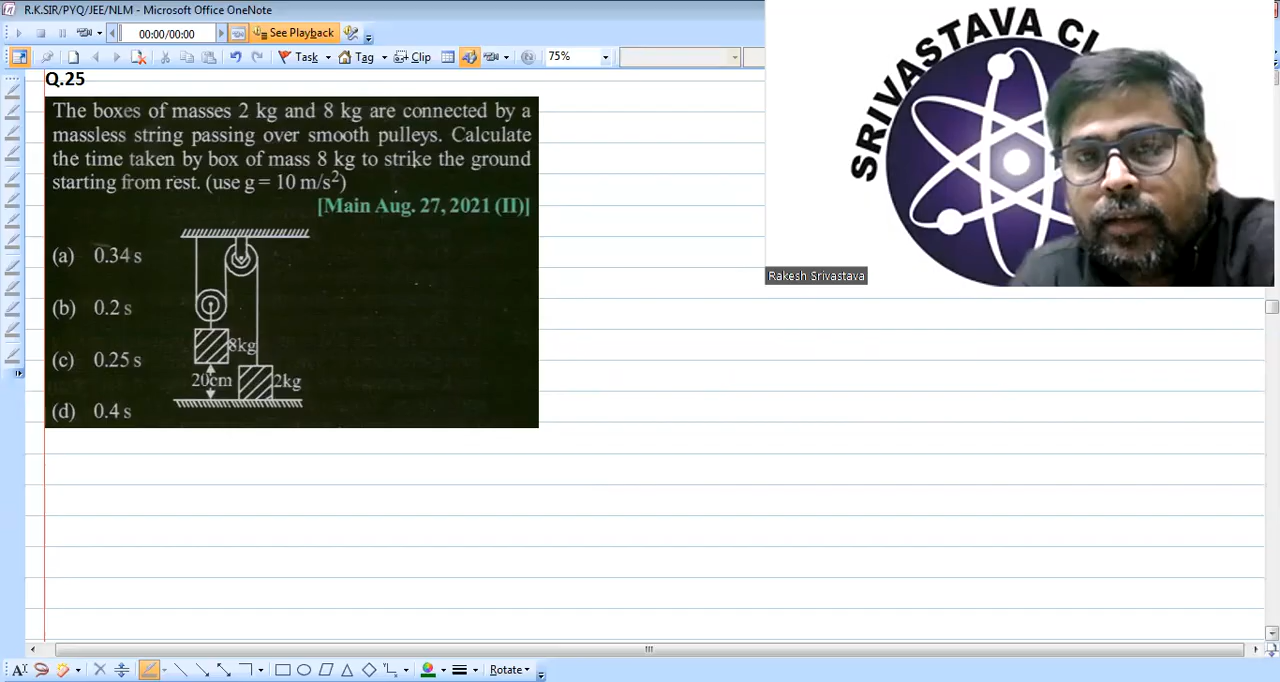 R.K.SIR/PYQ/JEE/NLM - Microsoft Office OneNote
00:00/00:00
See Playback
Task
Tag
Clip
75%
SRIVASTAVA CL
Rakesh Srivastava
Q.25
The boxes of masses 2 kg and 8 kg are connected by a
massless string passing over smooth pulleys. Calculate
the time taken by box of mass 8 kg to strike the ground
starting from rest. (use g = 10 m/s²)
[Main Aug. 27, 2021 (II)]
(a) 0.34 s
(b) 0.2 s
(c) 0.25 s
(d) 0.4 s
8kg
20cm
2kg
Rotate